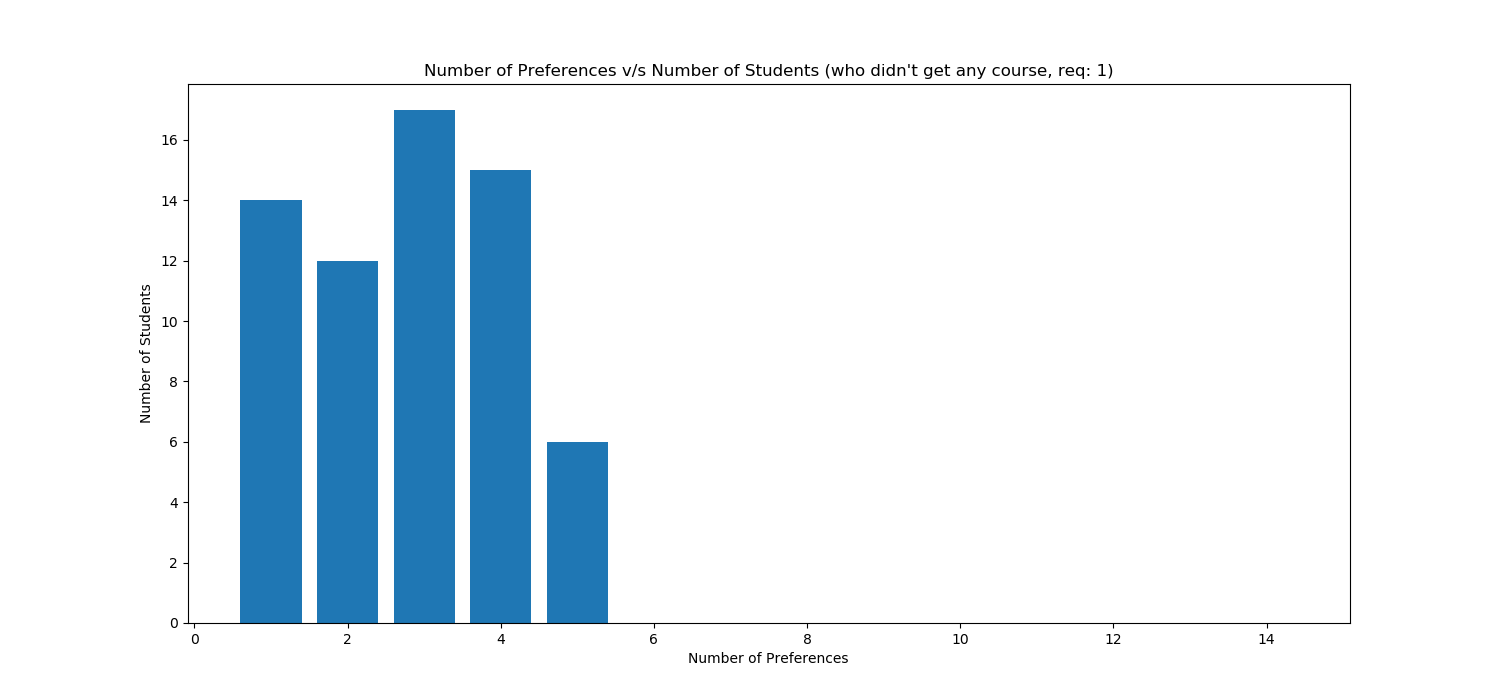 Number of Preferences v/s Number of Students (who didn't get any course, req: 1)
16
14
12
10
8
6
4
2
0
Number of Students
0 2 4 6 8 10 12 14
Number of Preferences